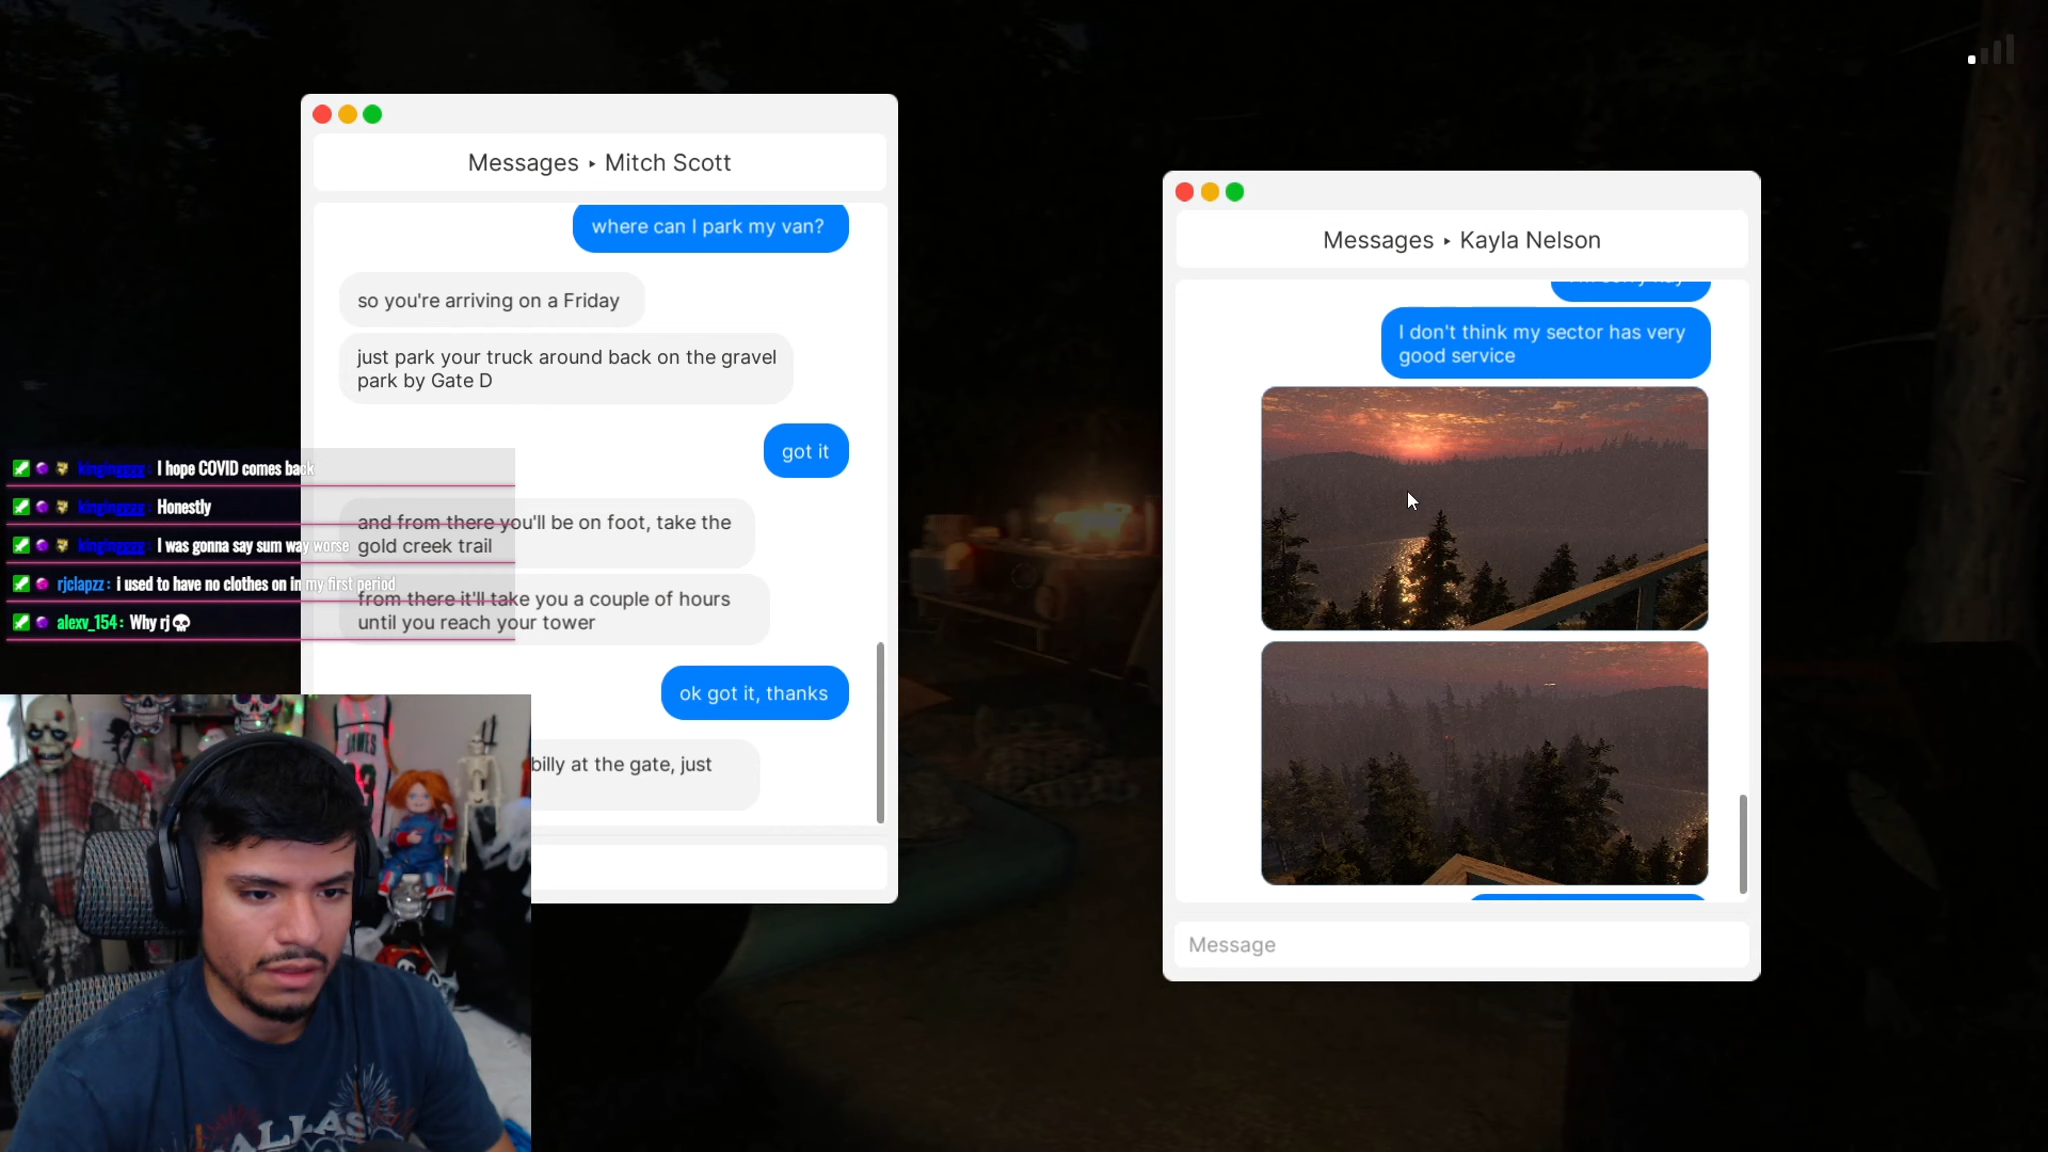 Messages ‣ Mitch Scott
where can I park my van?
so you're arriving on a Friday
just park your truck around back on the gravel
park by Gate D
got it
and from there you'll be on foot, take the
gold creek trail
from there it'll take you a couple of hours
until you reach your tower
ok got it, thanks
billy at the gate, just
kingingggg: I hope COVID comes back
kingingggg: Honestly
kingingggg: I was gonna say sum way worse
rjclapzz: i used to have no clothes on in my first period
alexv_154: Why rj💀
JAMES
DALLAS
Messages ‣ Kayla Nelson
I don't think my sector has very
good service
Message